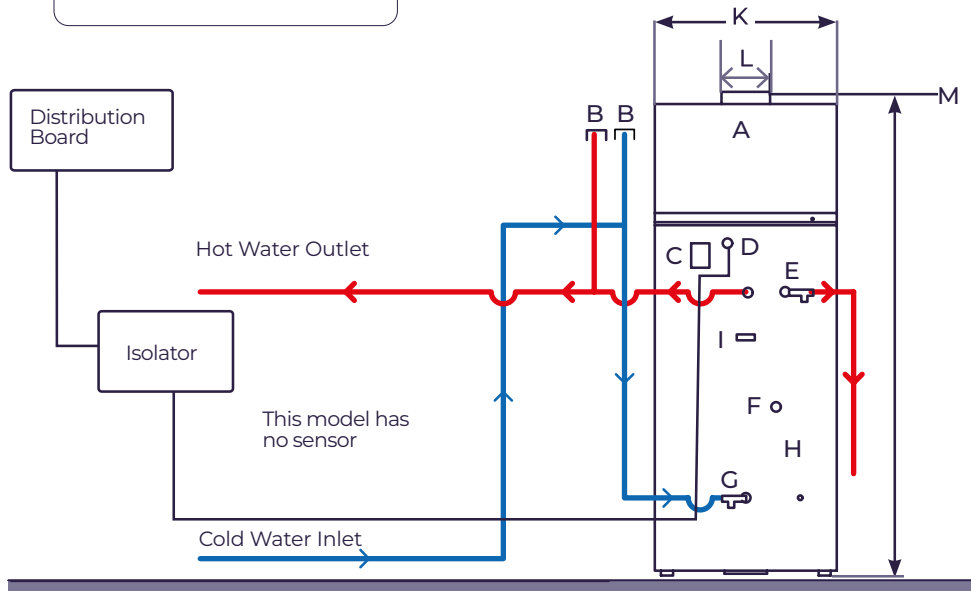 K
L
M
Distribution
Board
B B
A
Hot Water Outlet
C
D
E
I
Isolator
F
This model has
no sensor
H
G
Cold Water Inlet